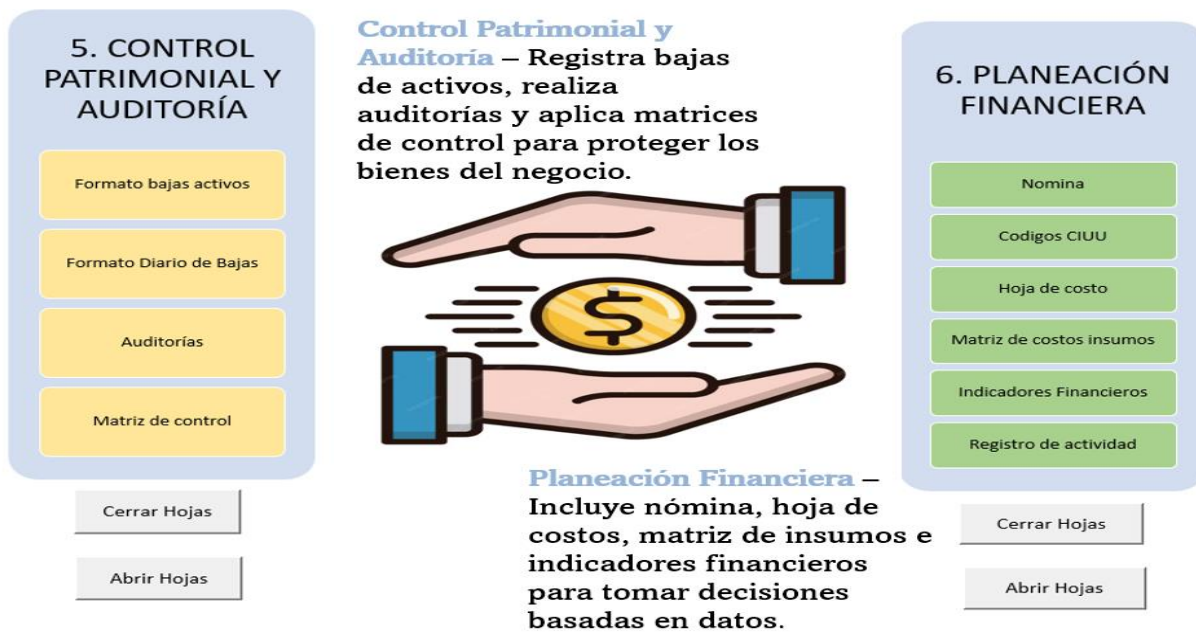 5. CONTROL
PATRIMONIAL Y
AUDITORÍA
Formato bajas activos
Formato Diario de Bajas
Auditorías
Matriz de control
Cerrar Hojas
Abrir Hojas
Control Patrimonial y
Auditoría – Registra bajas
de activos, realiza
auditorías y aplica matrices
de control para proteger los
bienes del negocio.
$
Planeación Financiera –
Incluye nómina, hoja de
costos, matriz de insumos e
indicadores financieros
para tomar decisiones
basadas en datos.
6. PLANEACIÓN
FINANCIERA
Nomina
Codigos CIUU
Hoja de costo
Matriz de costos insumos
Indicadores Financieros
Registro de actividad
Cerrar Hojas
Abrir Hojas